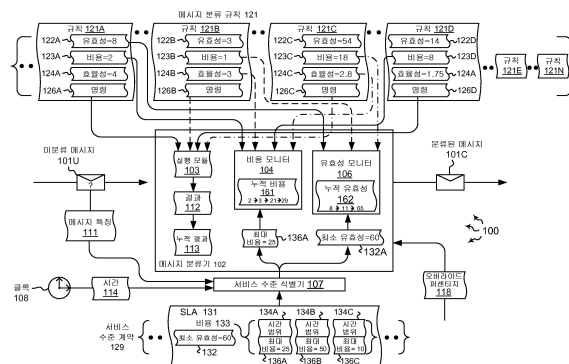 메시지 분류 규칙 121
규칙 121A
122A 유효성=8
123A 비용=2
124A 효율성=4
126A 명령
규칙 121B
122B 유효성=3
123B 비용=1
124B 효율성=3
126B 명령
규칙 121C
122C 유효성=54
123C 비용=18
124C 효율성=2.8
126C 명령
규칙 121D
유효성=14 122D
비용=8 123D
효율성=1.75 124A
명령 126D
규칙 121E
규칙 121N
미분류 메시지
101U
?
메시지 특징
111
클록
108
시간
114
실행 모듈
103
결과
112
누적 결과
113
메시지 분류기 102
비용 모니터
104
누적 비용
161
2 3 21 29
유효성 모니터
106
누적 유효성
162
8 11 65
최대
비용=25
136A
최소 유효성=60
132A
분류된 메시지
101C
100
오버라이드
퍼센티지
118
서비스 수준 식별기 107
서비스
수준 계약
129
SLA 131
비용 133
최소 유효성=60
132
134A
시간
범위
최대
비용=25
136A
134B
시간
범위
최대
비용=50
136B
134C
시간
범위
최대
비용=10
136C